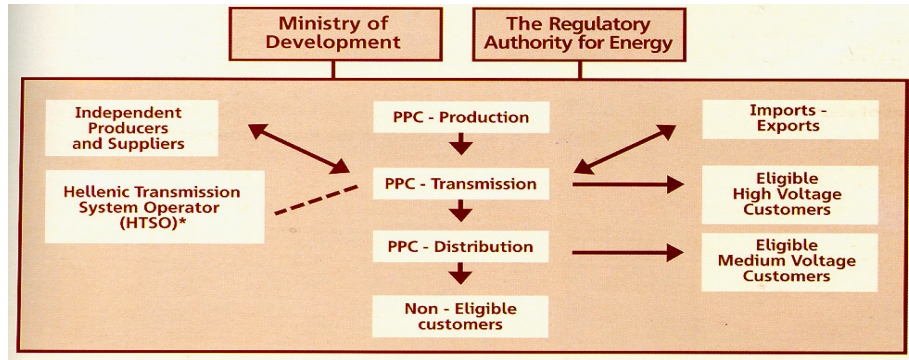 Ministry of
Development
The Regulatory
Authority for Energy
Independent
Producers
and Suppliers
PPC - Production
Imports -
Exports
Hellenic Transmission
System Operator
(HTSO)*
PPC - Transmission
Eligible
High Voltage
Customers
PPC - Distribution
Eligible
Medium Voltage
Customers
Non - Eligible
customers